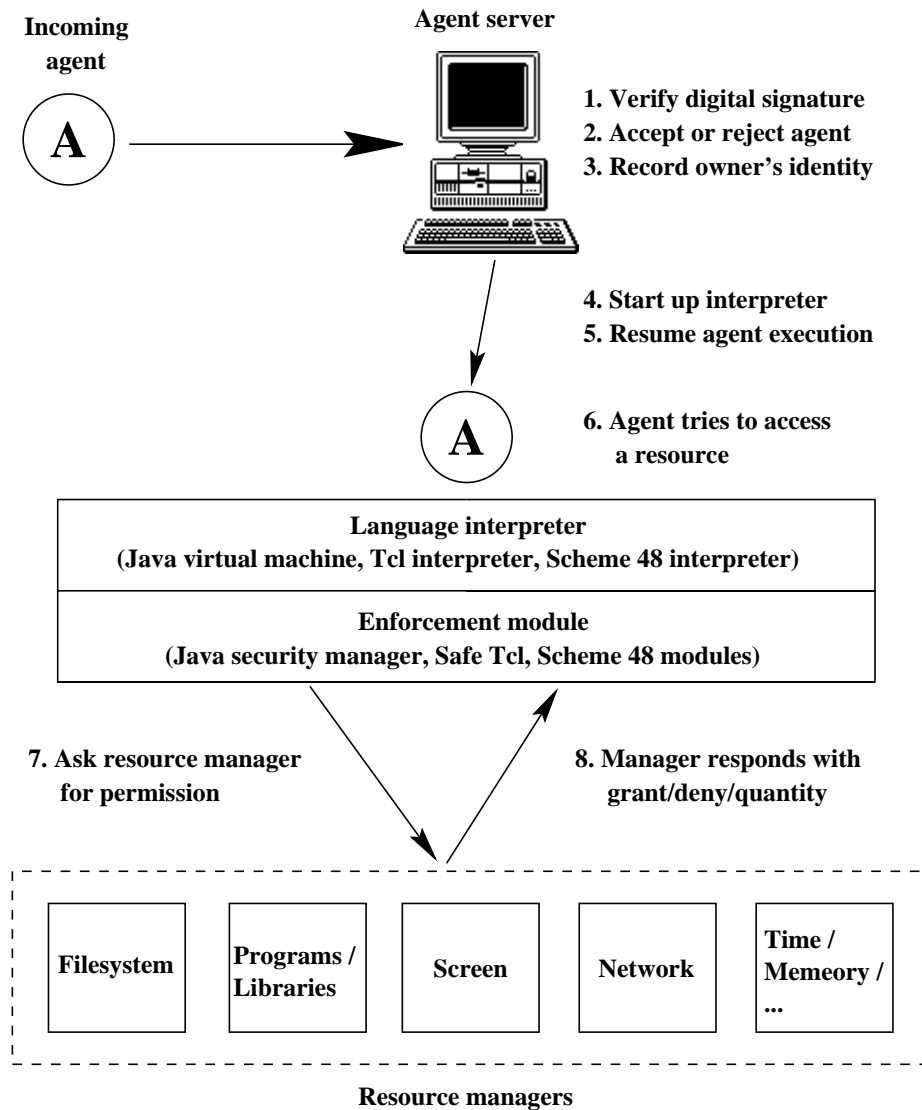 Incoming
agent
A
Agent server
1. Verify digital signature
2. Accept or reject agent
3. Record owner's identity
4. Start up interpreter
5. Resume agent execution
A
6. Agent tries to access
a resource
Language interpreter
(Java virtual machine, Tcl interpreter, Scheme 48 interpreter)
Enforcement module
(Java security manager, Safe Tcl, Scheme 48 modules)
7. Ask resource manager
for permission
8. Manager responds with
grant/deny/quantity
Filesystem
Programs /
Libraries
Screen
Network
Time /
Memeory /
...
Resource managers